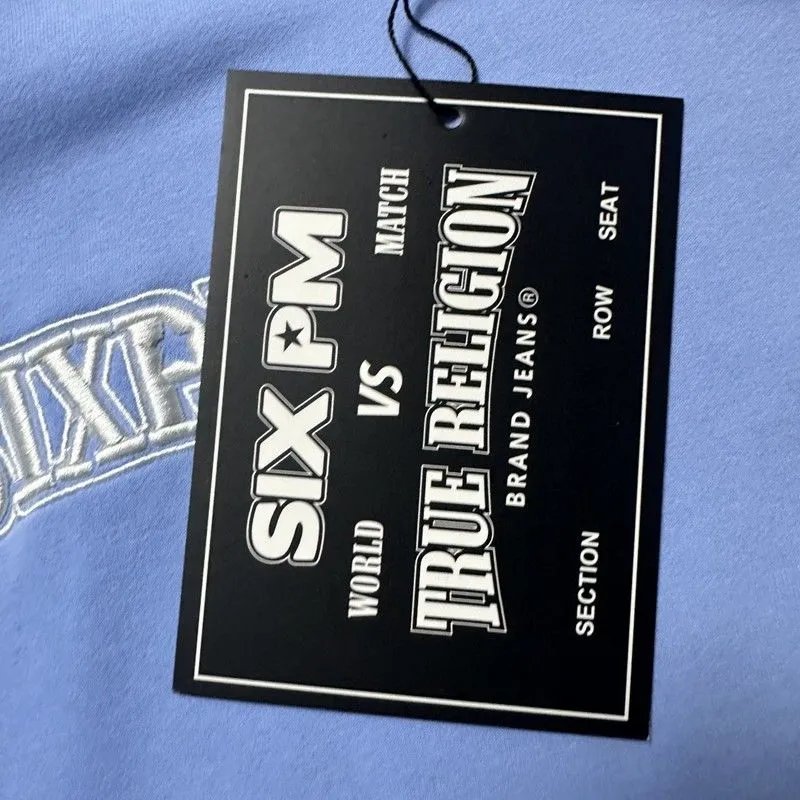 SIX PM
WORLD VS MATCH
TRUE RELIGION
BRAND JEANS®
SECTION ROW SEAT